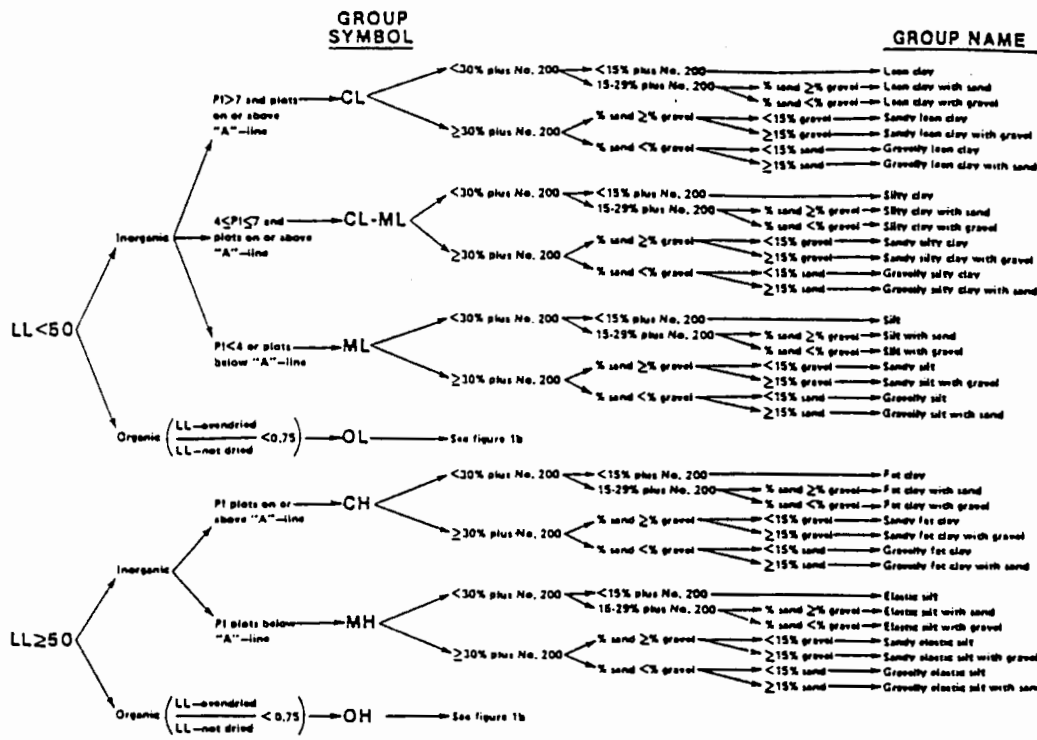 GROUP SYMBOL
GROUP NAME
LL<50
Inorganic
PI>7 and plots on or above "A"-line
CL
<30% plus No. 200
<15% plus No. 200
Lean clay
15-29% plus No. 200
% sand ≥% gravel
Lean clay with sand
% sand <% gravel
Lean clay with gravel
≥30% plus No. 200
% sand ≥% gravel
<15% gravel
Sandy lean clay
≥15% gravel
Sandy lean clay with gravel
% sand <% gravel
<15% sand
Gravelly lean clay
≥15% sand
Gravelly lean clay with sand
4≤PI≤7 and plots on or above "A"-line
CL-ML
<30% plus No. 200
<15% plus No. 200
Silty clay
15-29% plus No. 200
% sand ≥% gravel
Silty clay with sand
% sand <% gravel
Silty clay with gravel
≥30% plus No. 200
% sand ≥% gravel
<15% gravel
Sandy silty clay
≥15% gravel
Sandy silty clay with gravel
% sand <% gravel
<15% sand
Gravelly silty clay
≥15% sand
Gravelly silty clay with sand
PI<4 or plots below "A"-line
ML
<30% plus No. 200
<15% plus No. 200
Silt
15-29% plus No. 200
% sand ≥% gravel
Silt with sand
% sand <% gravel
Silt with gravel
≥30% plus No. 200
% sand ≥% gravel
<15% gravel
Sandy silt
≥15% gravel
Sandy silt with gravel
% sand <% gravel
<15% sand
Gravelly silt
≥15% sand
Gravelly silt with sand
Organic (LL-ovendried / LL-not dried <0.75)
OL
See figure 1b
LL≥50
Inorganic
PI plots on or above "A"-line
CH
<30% plus No. 200
<15% plus No. 200
Fat clay
15-29% plus No. 200
% sand ≥% gravel
Fat clay with sand
% sand <% gravel
Fat clay with gravel
≥30% plus No. 200
% sand ≥% gravel
<15% gravel
Sandy fat clay
≥15% gravel
Sandy fat clay with gravel
% sand <% gravel
<15% sand
Gravelly fat clay
≥15% sand
Gravelly fat clay with sand
PI plots below "A"-line
MH
<30% plus No. 200
<15% plus No. 200
Elastic silt
16-29% plus No. 200
% sand ≥% gravel
Elastic silt with sand
% sand <% gravel
Elastic silt with gravel
≥30% plus No. 200
% sand ≥% gravel
<15% gravel
Sandy elastic silt
≥15% gravel
Sandy elastic silt with gravel
% sand <% gravel
<15% sand
Gravelly elastic silt
≥15% sand
Gravelly elastic silt with sand
Organic (LL-ovendried / LL-not dried <0.75)
OH
See figure 1b